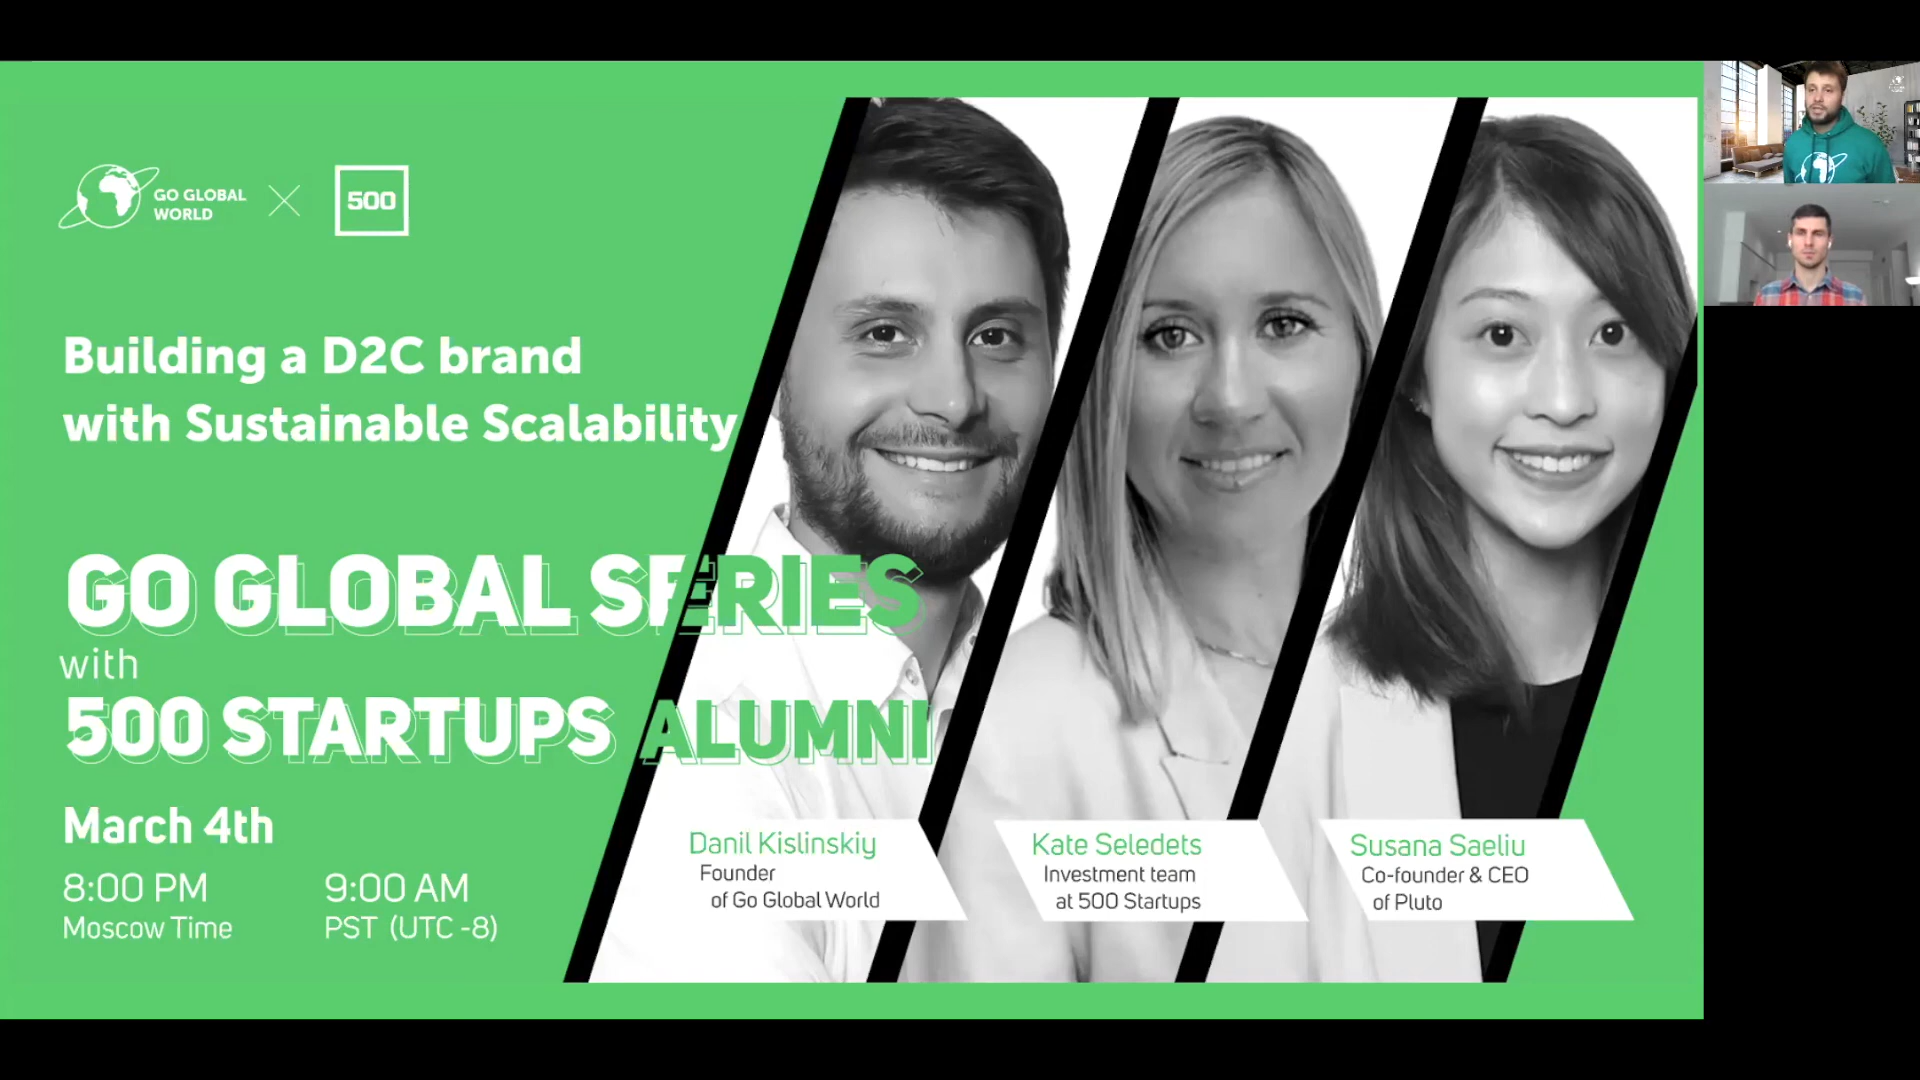 GO GLOBAL
WORLD
500
Building a D2C brand
with Sustainable Scalability
GO GLOBAL SERIES
with
500 STARTUPS ALUMNI
March 4th
8:00 PM
Moscow Time
9:00 AM
PST (UTC -8)
Danil Kislinskiy
Founder
of Go Global World
Kate Seledets
Investment team
at 500 Startups
Susana Saeliu
Co-founder & CEO
of Pluto